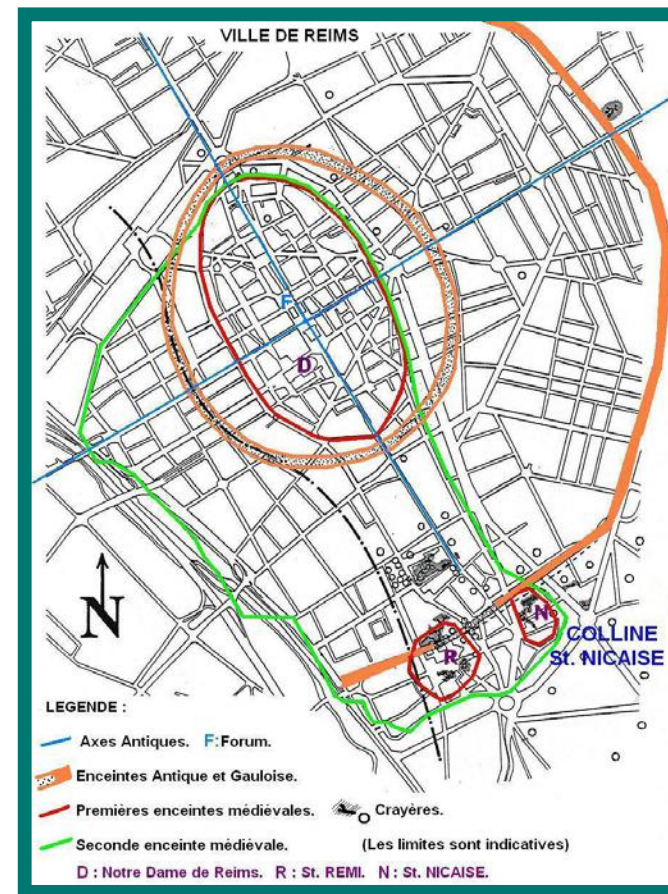 VILLE DE REIMS
F
D
N
N
COLLINE
St. NICAISE
R
LEGENDE :
Axes Antiques. F: Forum.
Enceintes Antique et Gauloise.
Premières enceintes médiévales. Crayères.
Seconde enceinte médiévale. (Les limites sont indicatives)
D : Notre Dame de Reims. R : St. REMI. N : St. NICAISE.